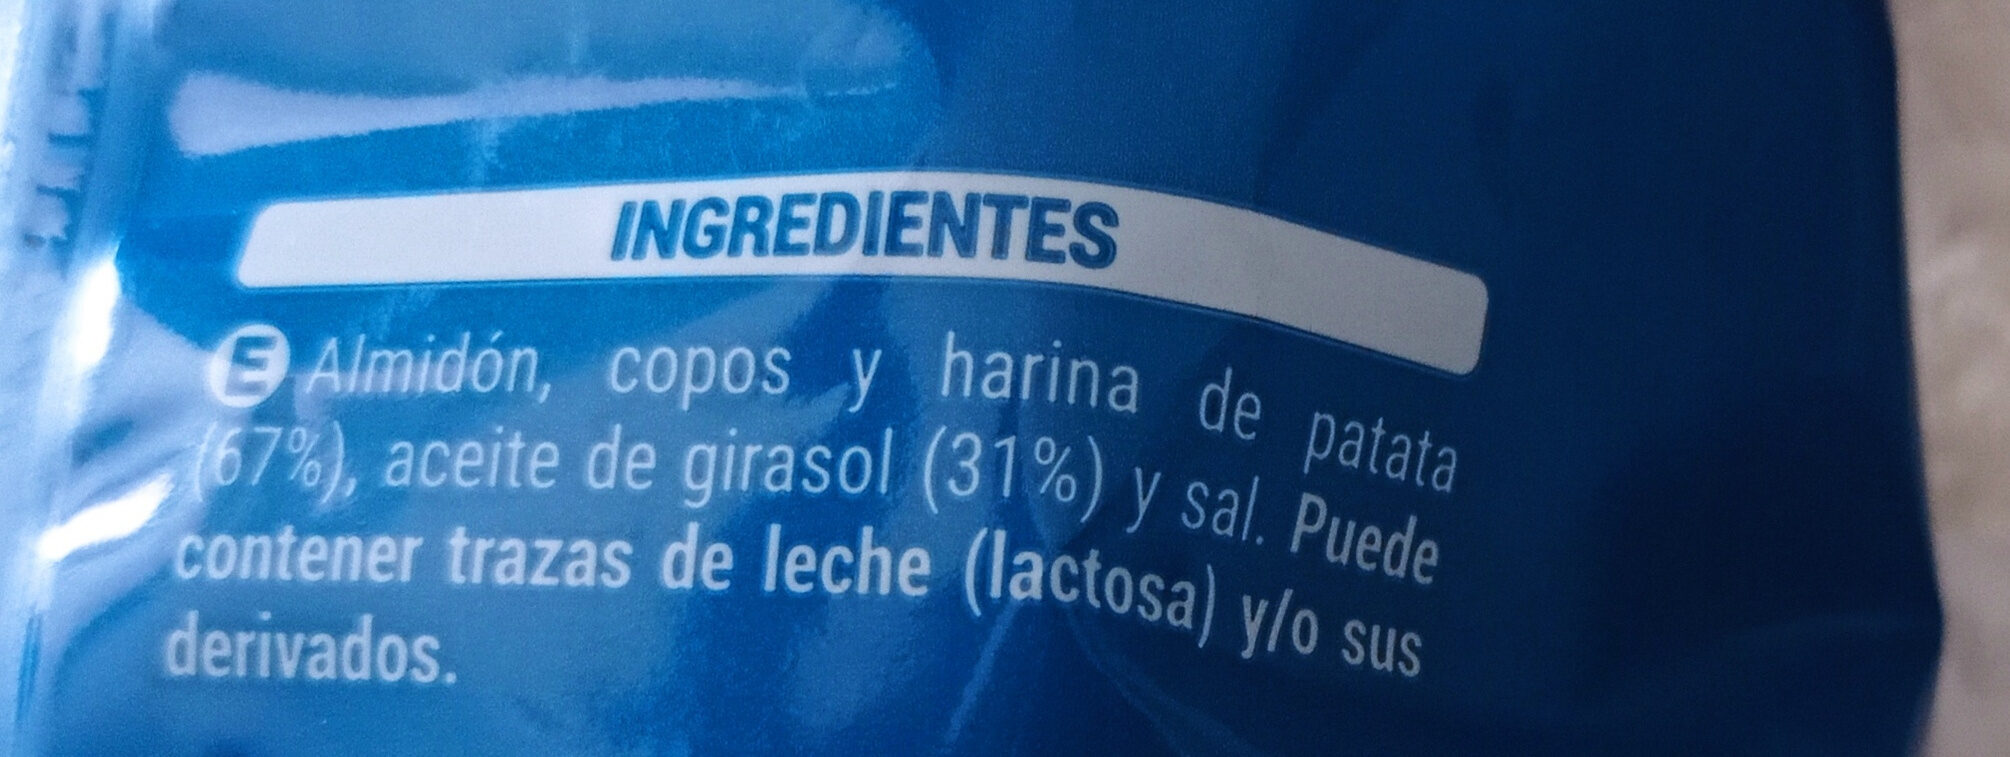 INGREDIENTES
E Almidón, copos y harina de patata
(67%), aceite de girasol (31%) y sal. Puede
contener trazas de leche (lactosa) y/o sus
derivados.